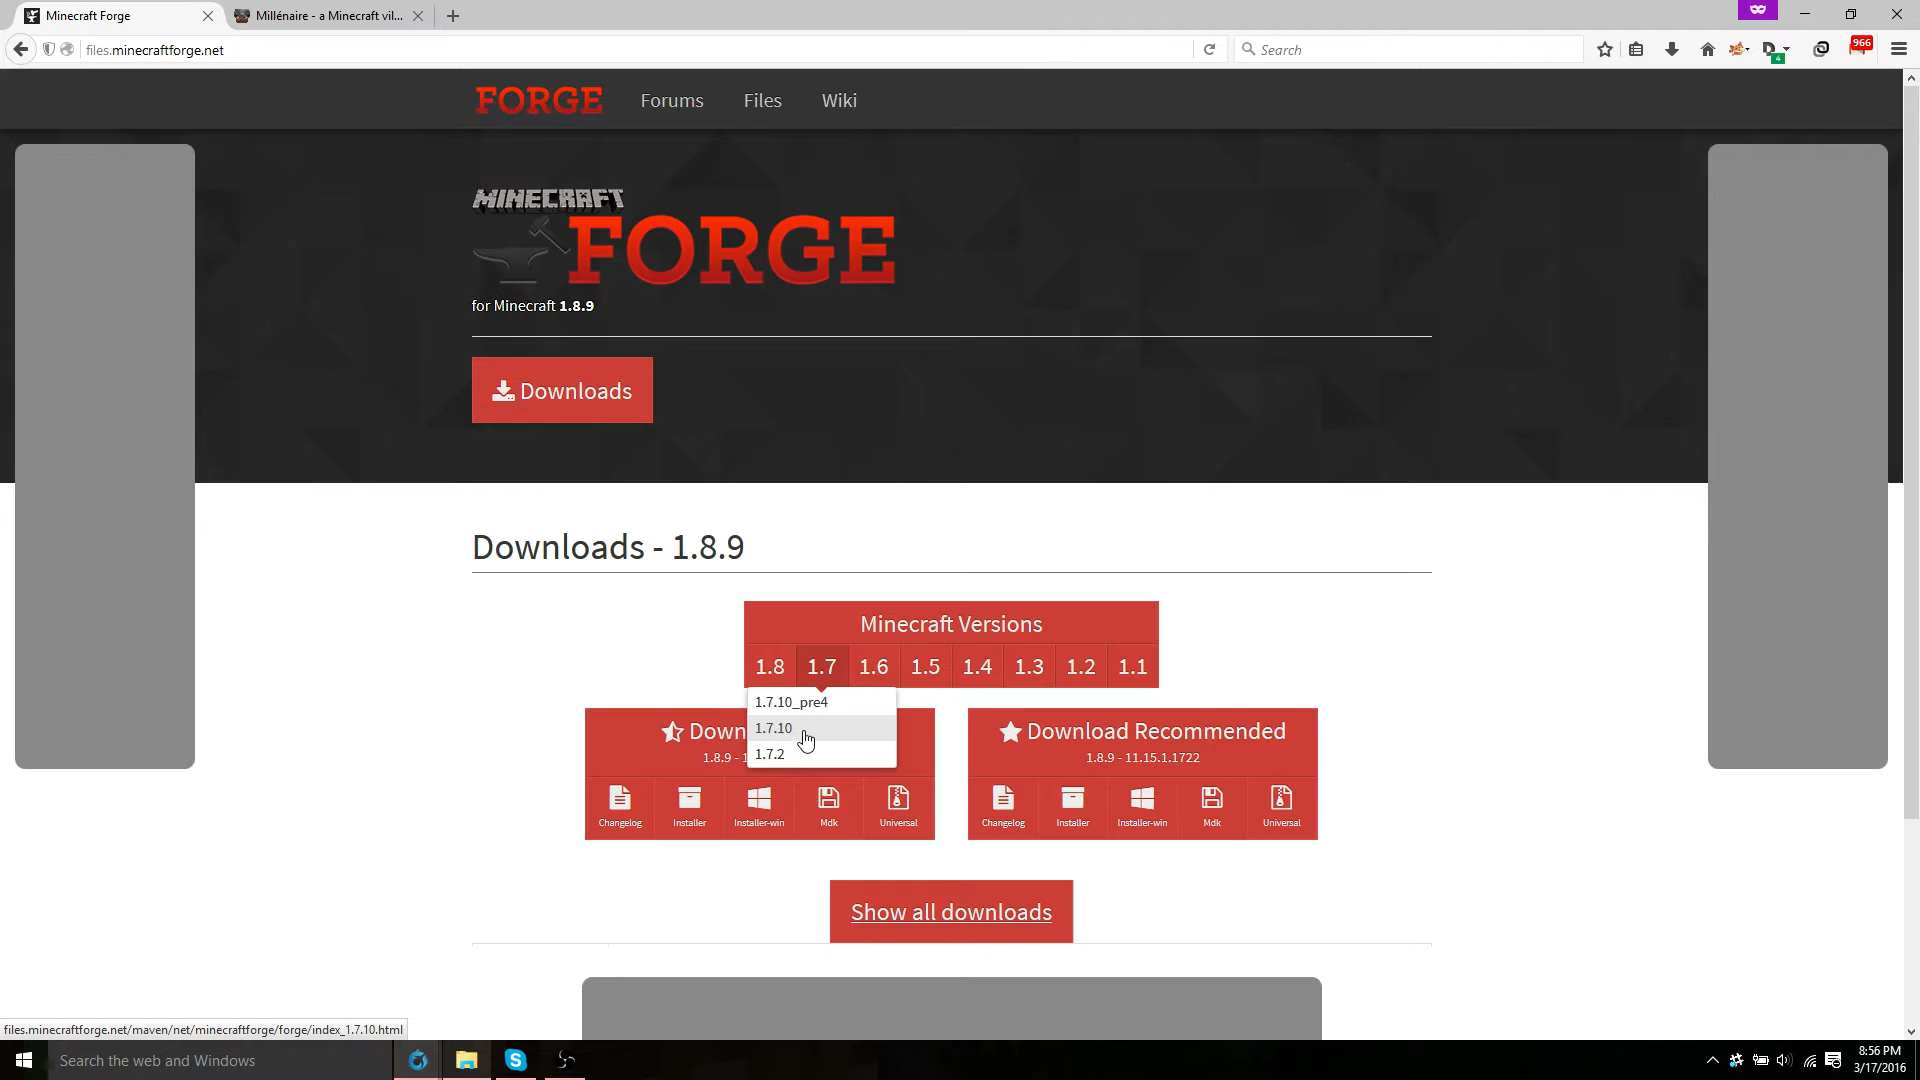 Minecraft Forge
Millénaire - a Minecraft vil...
files.minecraftforge.net
Search
4
966
FORGE
Forums
Files
Wiki
MINECRAFT
FORGE
for Minecraft 1.8.9
Downloads
Downloads - 1.8.9
Minecraft Versions
1.8
1.7
1.6
1.5
1.4
1.3
1.2
1.1
1.7.10_pre4
1.7.10
1.7.2
Down
1.8.9 - 1
Changelog
Installer
Installer-win
Mdk
Universal
Download Recommended
1.8.9 - 11.15.1.1722
Changelog
Installer
Installer-win
Mdk
Universal
Show all downloads
files.minecraftforge.net/maven/net/minecraftforge/forge/index_1.7.10.html
Search the web and Windows
8:56 PM
3/17/2016